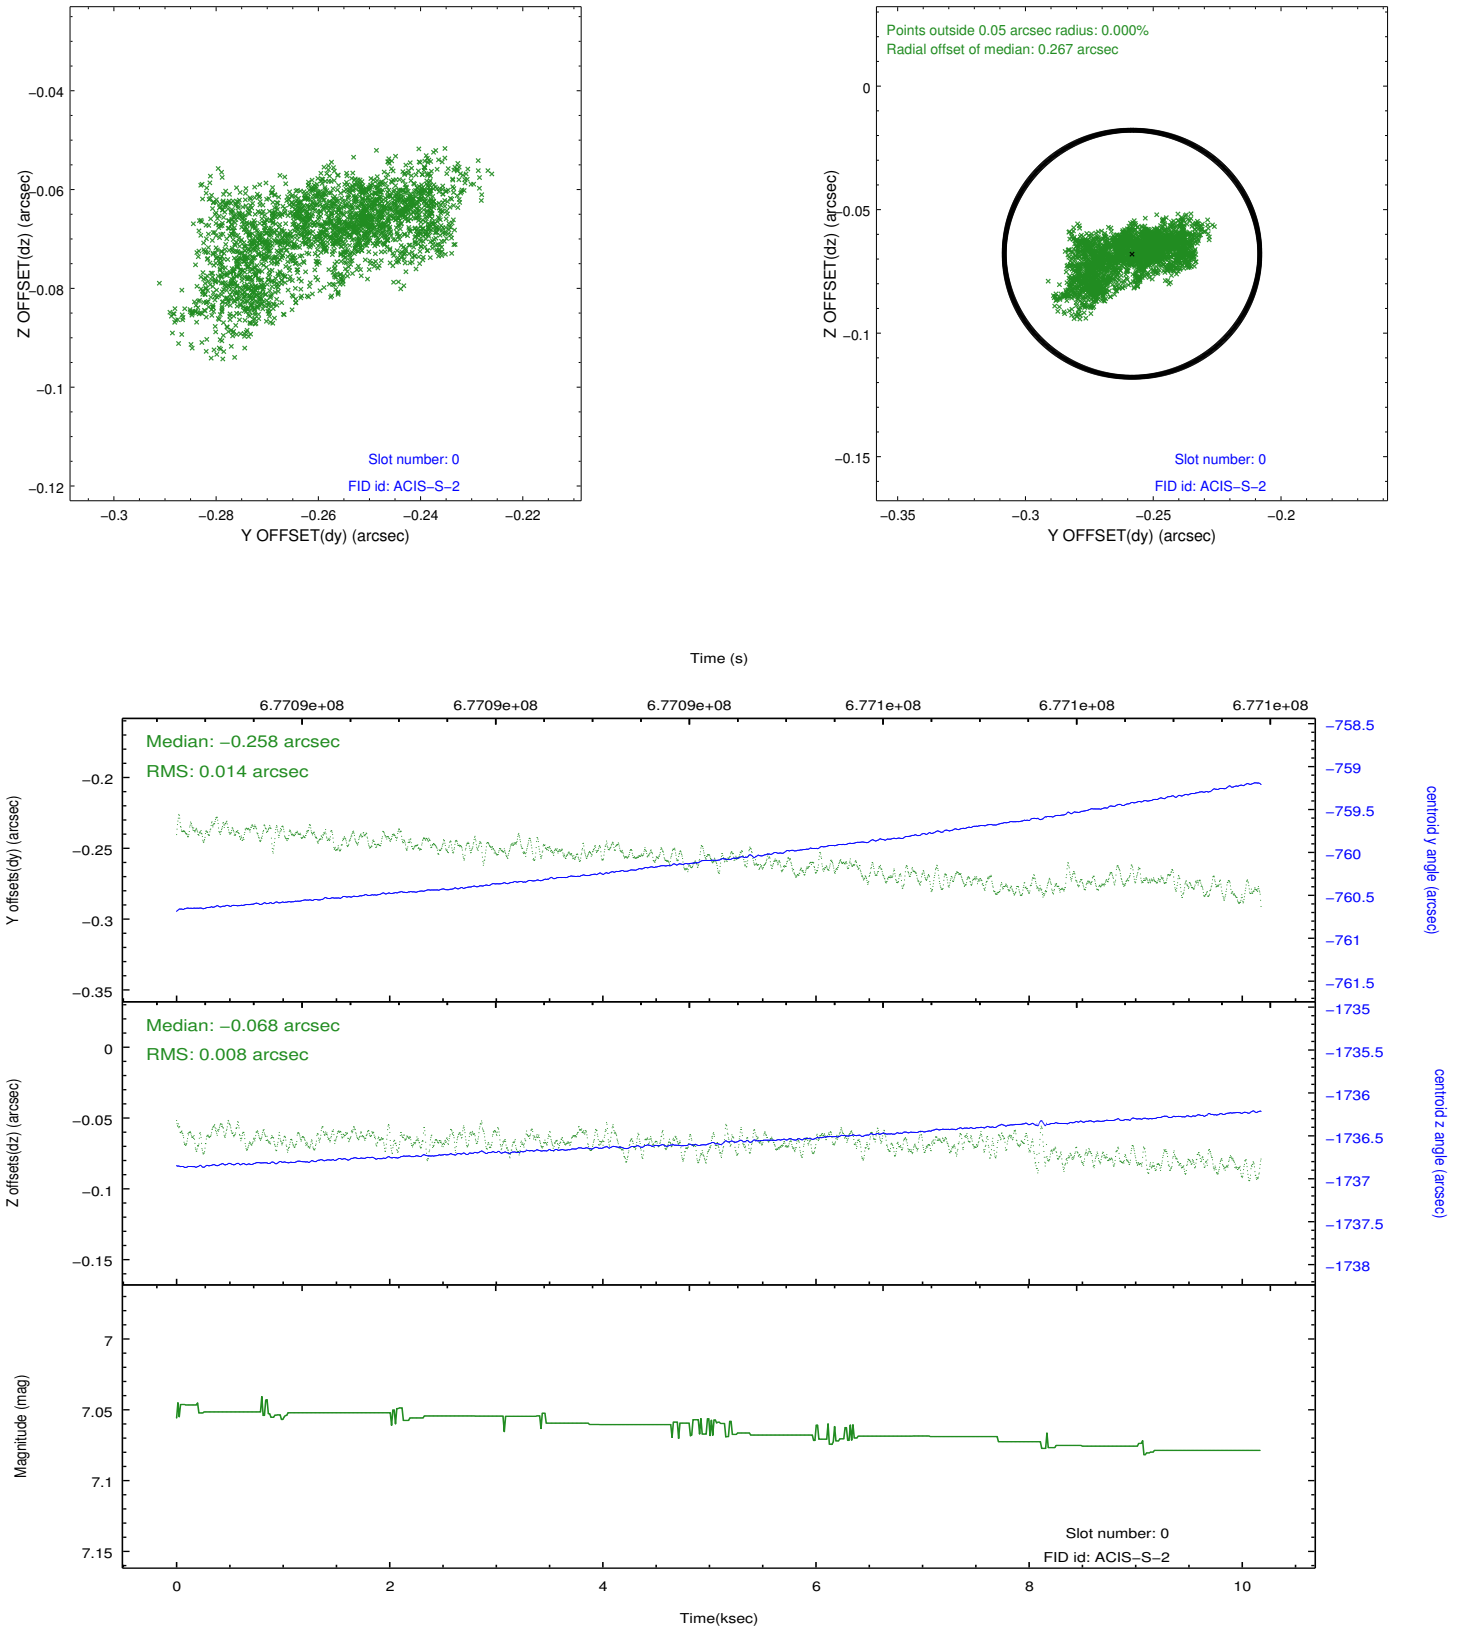 −0.04
−0.06
−0.08
−0.1
−0.12
Z OFFSET(dz) (arcsec)
Slot number: 0
FID id: ACIS−S−2
−0.3
−0.28
−0.26
−0.24
−0.22
Y OFFSET(dy) (arcsec)
Points outside 0.05 arcsec radius: 0.000%
Radial offset of median: 0.267 arcsec
0
−0.05
−0.1
−0.15
Z OFFSET(dz) (arcsec)
Slot number: 0
FID id: ACIS−S−2
−0.35
−0.3
−0.25
−0.2
Y OFFSET(dy) (arcsec)
Time (s)
6.7709e+08
6.7709e+08
6.7709e+08
6.771e+08
6.771e+08
6.771e+08
Median: −0.258 arcsec
RMS: 0.014 arcsec
−0.2
−0.25
−0.3
−0.35
Y offsets(dy) (arcsec)
−758.5
−759
−759.5
−760
−760.5
−761
−761.5
centroid y angle (arcsec)
Median: −0.068 arcsec
RMS: 0.008 arcsec
0
−0.05
−0.1
−0.15
Z offsets(dz) (arcsec)
−1735
−1735.5
−1736
−1736.5
−1737
−1737.5
−1738
centroid z angle (arcsec)
7
7.05
7.1
7.15
Magnitude (mag)
Slot number: 0
FID id: ACIS−S−2
0
2
4
6
8
10
Time(ksec)